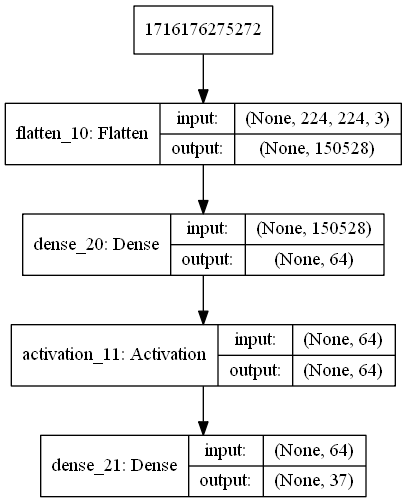 1716176275272
flatten_10: Flatten
input: (None, 224, 224, 3)
output: (None, 150528)
dense_20: Dense
input: (None, 150528)
output: (None, 64)
activation_11: Activation
input: (None, 64)
output: (None, 64)
dense_21: Dense
input: (None, 64)
output: (None, 37)